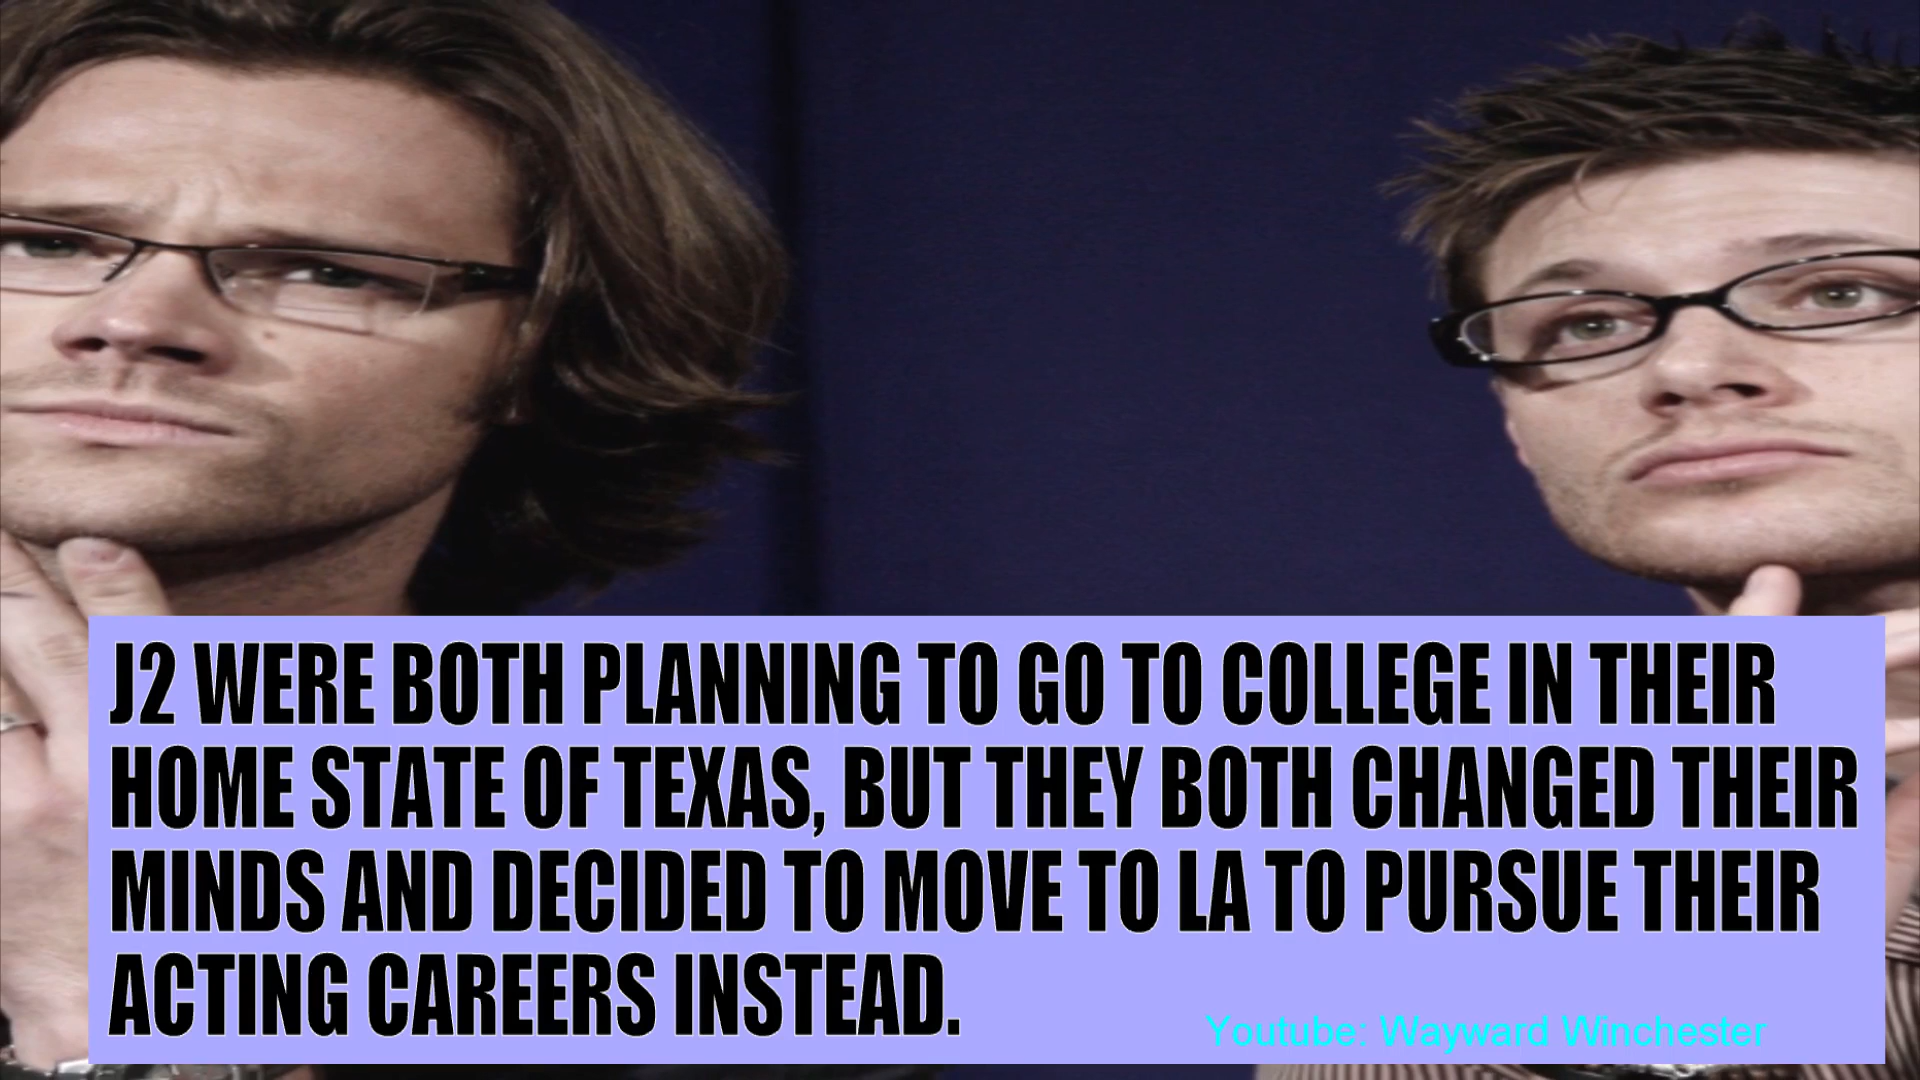 J2 WERE BOTH PLANNING TO GO TO COLLEGE IN THEIR
HOME STATE OF TEXAS, BUT THEY BOTH CHANGED THEIR
MINDS AND DECIDED TO MOVE TO LA TO PURSUE THEIR
ACTING CAREERS INSTEAD.
Youtube: Wayward Winchester